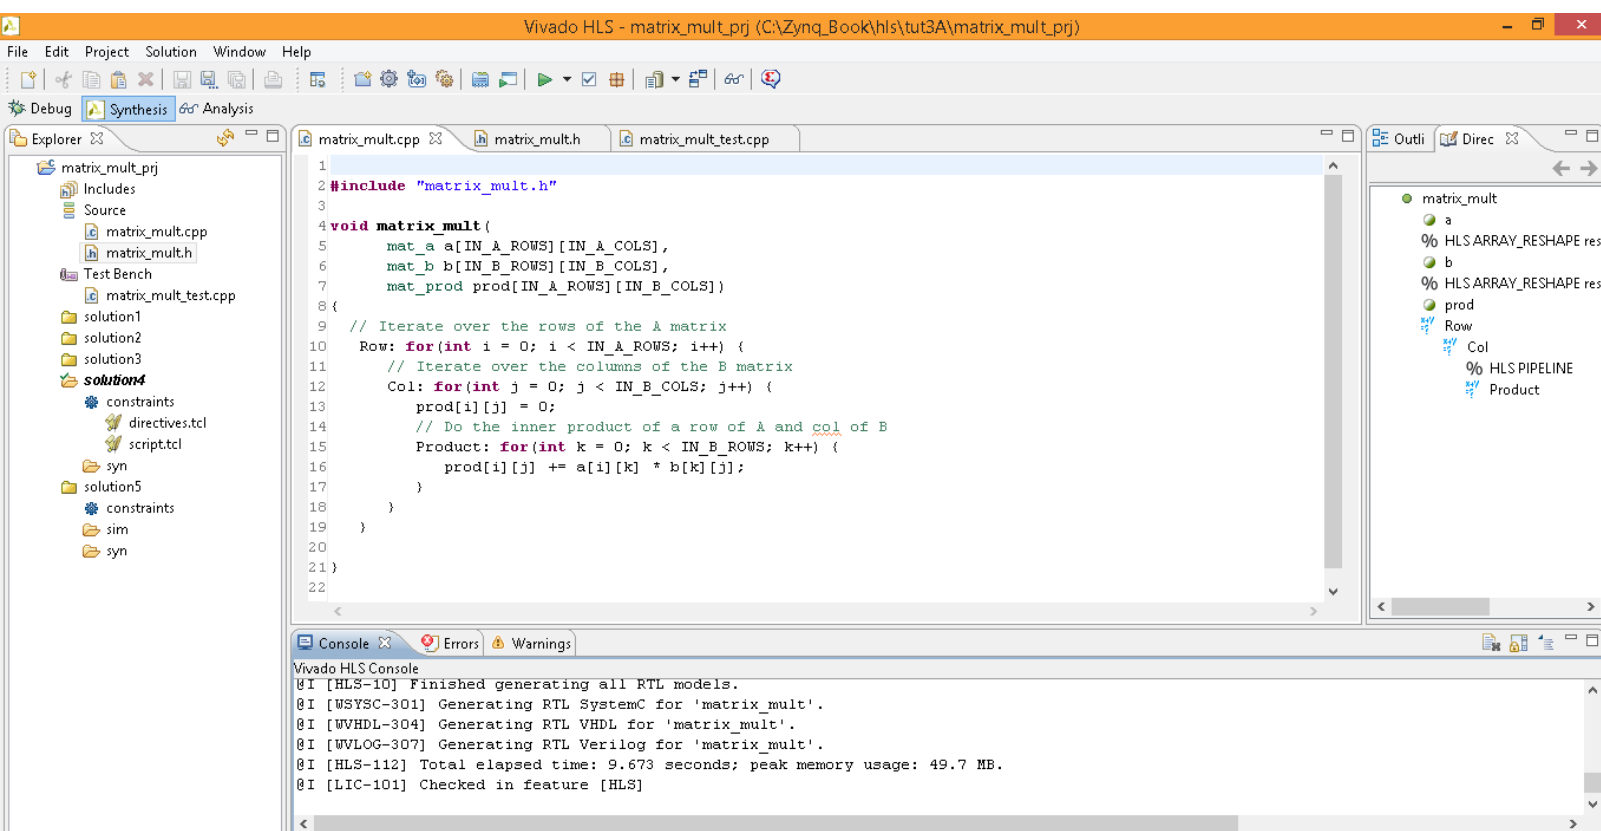 Vivado HLS - matrix_mult_prj (C:\Zynq_Book\hls\tut3A\matrix_mult_prj)
File Edit Project Solution Window Help
Debug Synthesis Analysis
Explorer
matrix_mult_prj
Includes
Source
matrix_mult.cpp
matrix_mult.h
Test Bench
matrix_mult_test.cpp
solution1
solution2
solution3
solution4
constraints
directives.tcl
script.tcl
syn
solution5
constraints
sim
syn
matrix_mult.cpp matrix_mult.h matrix_mult_test.cpp
1
2 #include "matrix_mult.h"
3
4 void matrix_mult(
5 mat_a a[IN_A_ROWS][IN_A_COLS],
6 mat_b b[IN_B_ROWS][IN_B_COLS],
7 mat_prod prod[IN_A_ROWS][IN_B_COLS])
8 {
9 // Iterate over the rows of the A matrix
10 Row: for(int i = 0; i < IN_A_ROWS; i++) {
11 // Iterate over the columns of the B matrix
12 Col: for(int j = 0; j < IN_B_COLS; j++) {
13 prod[i][j] = 0;
14 // Do the inner product of a row of A and col of B
15 Product: for(int k = 0; k < IN_B_ROWS; k++) {
16 prod[i][j] += a[i][k] * b[k][j];
17 }
18 }
19 }
20
21 }
22
Outli Direc
matrix_mult
a
% HLS ARRAY_RESHAPE res
b
% HLS ARRAY_RESHAPE res
prod
Row
Col
% HLS PIPELINE
Product
Console Errors Warnings
Vivado HLS Console
@I [HLS-10] Finished generating all RTL models.
@I [WSYSC-301] Generating RTL SystemC for 'matrix_mult'.
@I [WVHDL-304] Generating RTL VHDL for 'matrix_mult'.
@I [WVLOG-307] Generating RTL Verilog for 'matrix_mult'.
@I [HLS-112] Total elapsed time: 9.673 seconds; peak memory usage: 49.7 MB.
@I [LIC-101] Checked in feature [HLS]